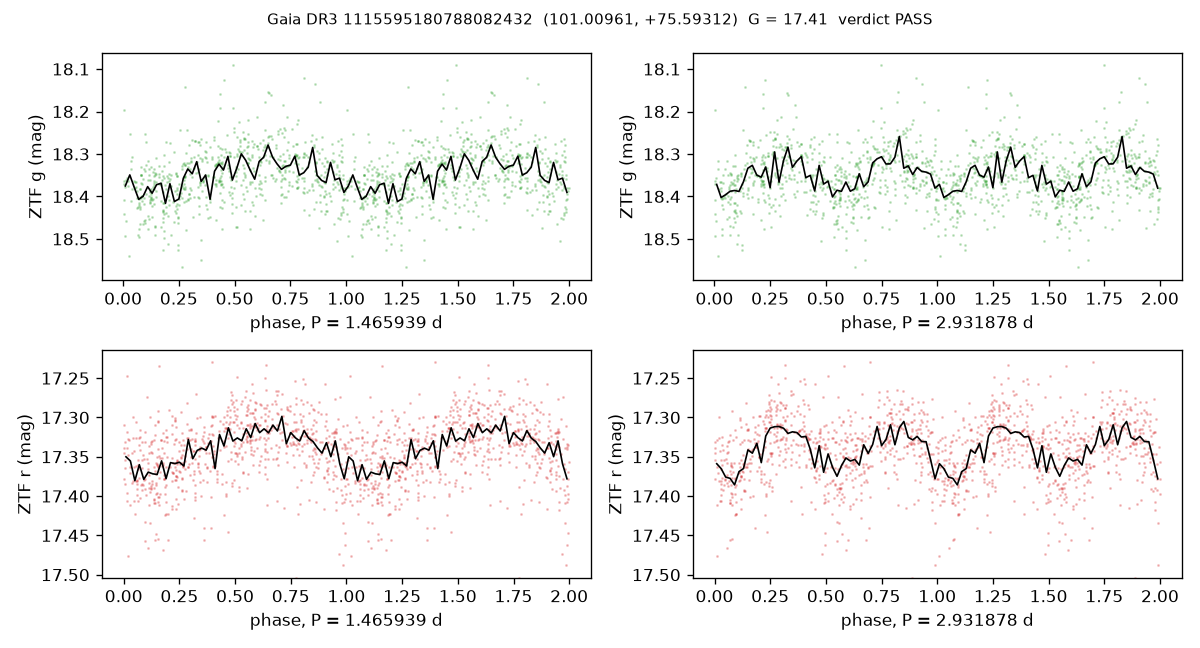 Gaia DR3 1115595180788082432 (101.00961, +75.59312) G = 17.41 verdict PASS
ZTF g (mag)
18.1
18.2
18.3
18.4
18.5
0.00 0.25 0.50 0.75 1.00 1.25 1.50 1.75 2.00
phase, P = 1.465939 d
ZTF g (mag)
18.1
18.2
18.3
18.4
18.5
0.00 0.25 0.50 0.75 1.00 1.25 1.50 1.75 2.00
phase, P = 2.931878 d
ZTF r (mag)
17.25
17.30
17.35
17.40
17.45
17.50
0.00 0.25 0.50 0.75 1.00 1.25 1.50 1.75 2.00
phase, P = 1.465939 d
ZTF r (mag)
17.25
17.30
17.35
17.40
17.45
17.50
0.00 0.25 0.50 0.75 1.00 1.25 1.50 1.75 2.00
phase, P = 2.931878 d